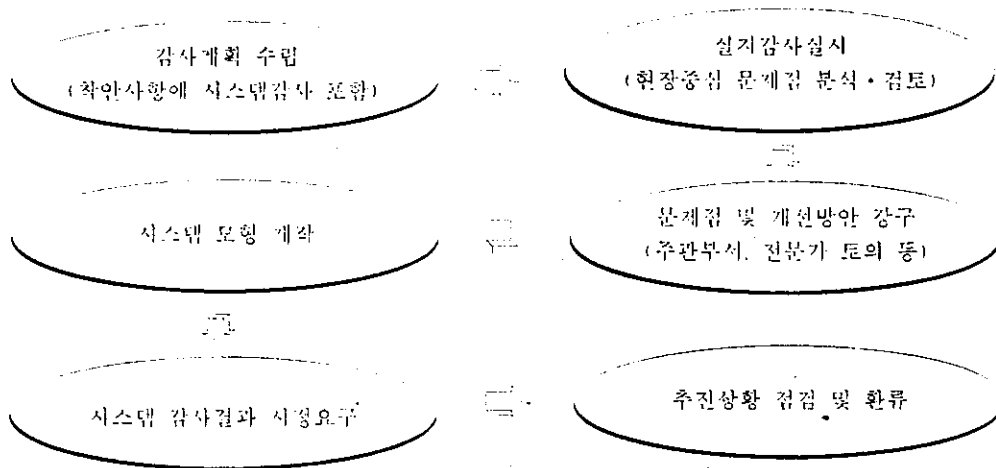 감사계획 수립
(착안사항에 시스템감사 포함)
실지감사실시
(현장중심 문제점 분석·검토)
문제점 및 개선방안 강구
(주관부서, 전문가 토의 등)
시스템 모형 제작
시스템 감사결과 시정요구
추진상황 점검 및 환류